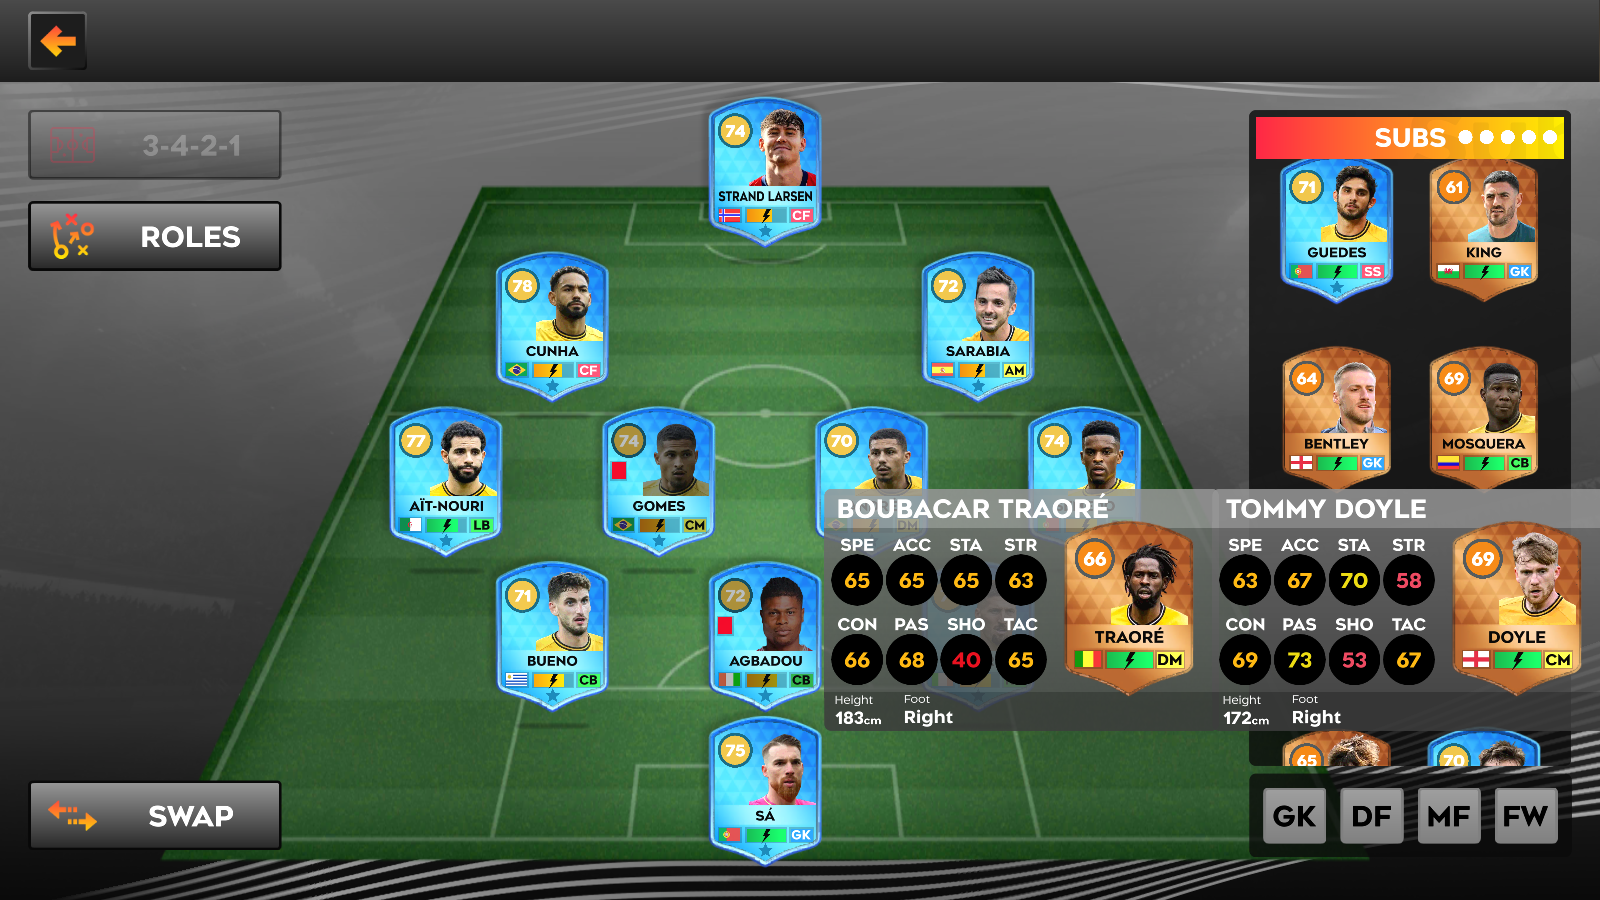 3-4-2-1
ROLES
SWAP
74
STRAND LARSEN
CF
78
CUNHA
CF
72
SARABIA
AM
77
AÏT-NOURI
LB
74
GOMES
CM
70
DM
74
71
BUENO
CB
72
AGBADOU
CB
75
SÁ
GK
SUBS
71
GUEDES
SS
61
KING
GK
64
BENTLEY
GK
69
MOSQUERA
CB
BOUBACAR TRAORÉ
SPE ACC STA STR
65 65 65 63
CON PAS SHO TAC
66 68 40 65
Height Foot
183cm Right
66
TRAORÉ
DM
TOMMY DOYLE
SPE ACC STA STR
63 67 70 58
CON PAS SHO TAC
69 73 53 67
Height Foot
172cm Right
69
DOYLE
CM
65
70
GK DF MF FW